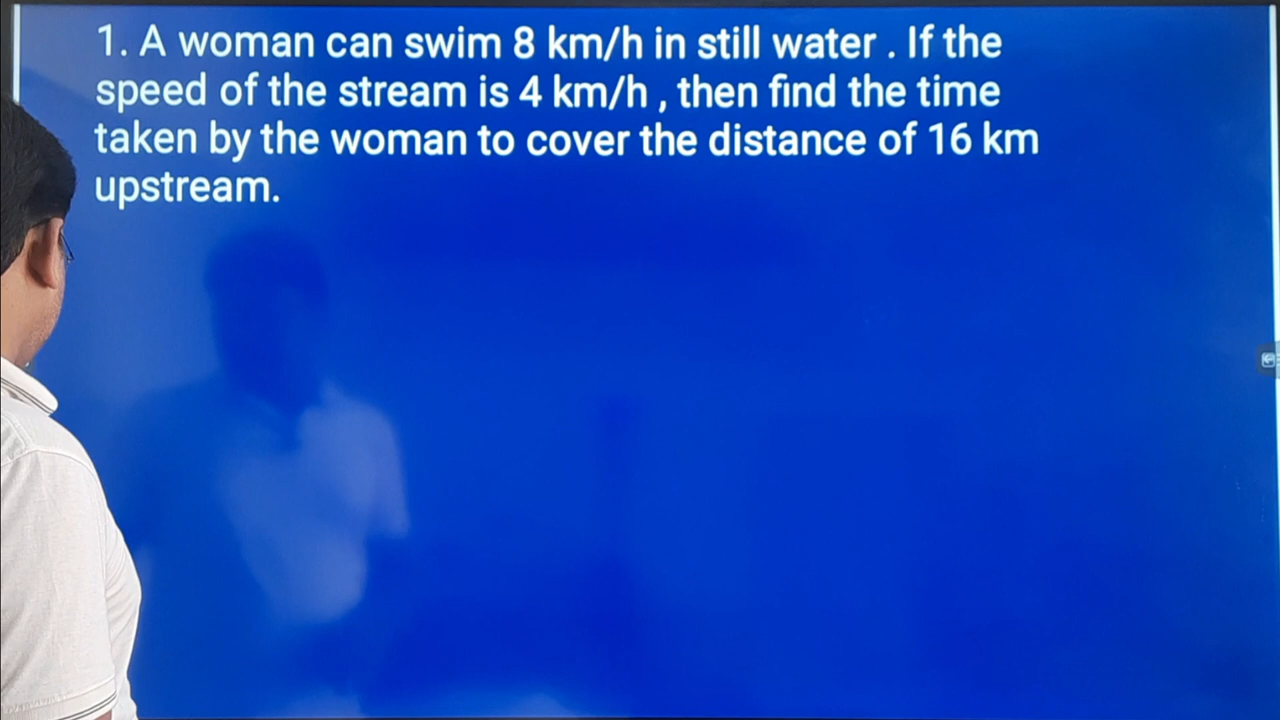 1. A woman can swim 8 km/h in still water . If the
speed of the stream is 4 km/h , then find the time
taken by the woman to cover the distance of 16 km
upstream.